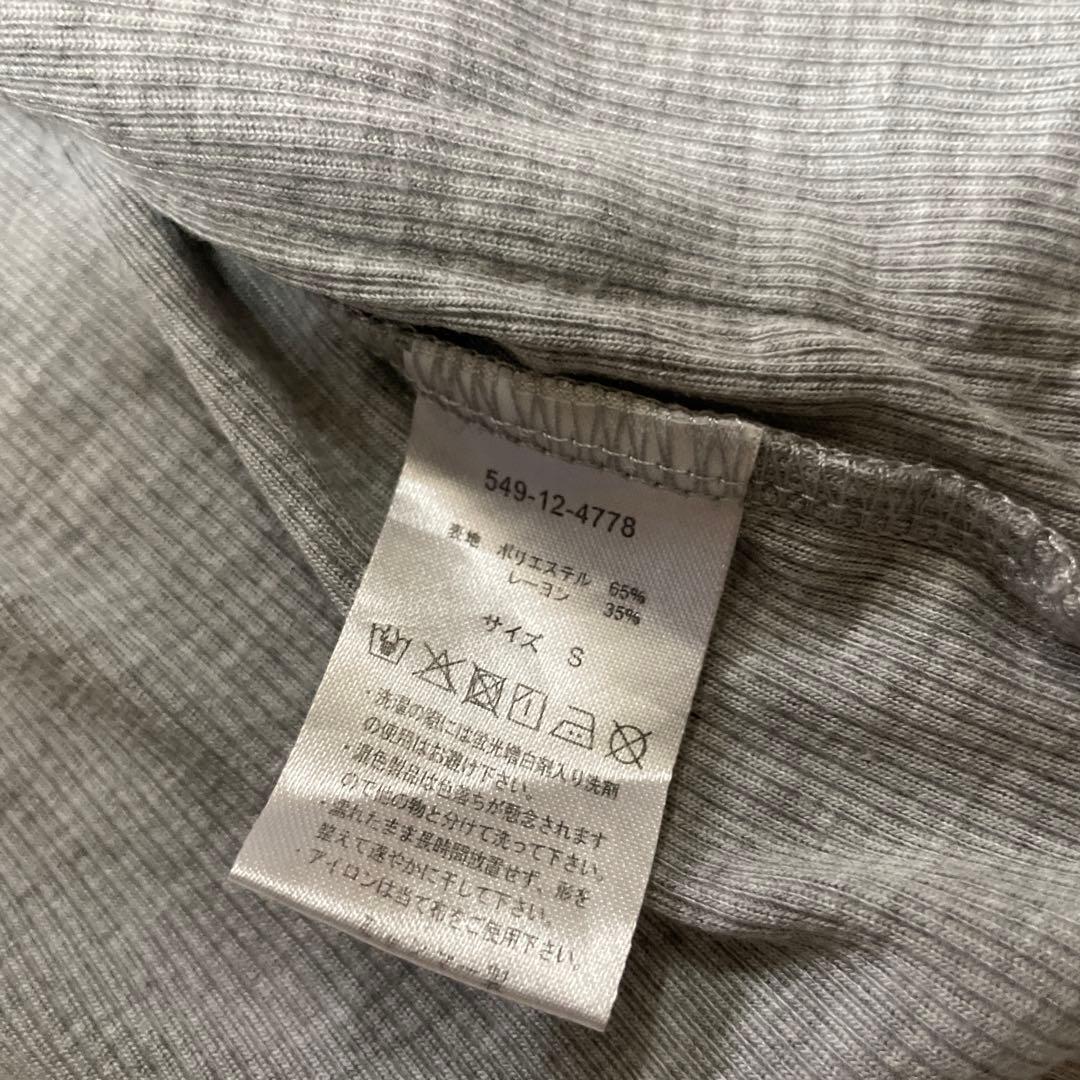 549-12-4778
表地 ポリエステル 65%
レーヨン 35%
サイズ S
・洗濯の際には蛍光増白剤入り洗剤
の使用はお避け下さい。
・濃色製品は色落ちが懸念されます
ので他の物と分けて洗って下さい。
・濡れたまま長時間放置せず、形を
整えて速やかに干して下さい。
・アイロンは当て布をご使用下さい。